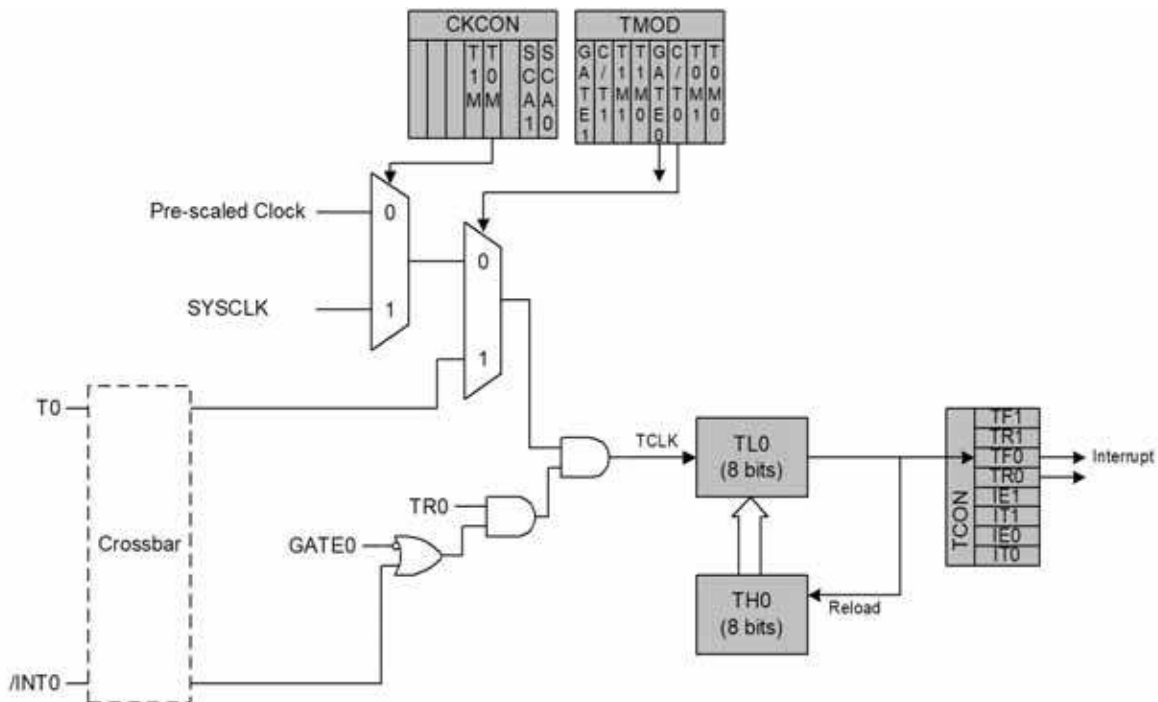 CKCON
T1M
T0M
SCA1
SCA0
TMOD
GATE1
C/T1
T1M1
T1M0
GATE0
C/T0
T0M1
T0M0
Pre-scaled Clock
0
SYSCLK
1
0
1
T0
Crossbar
/INT0
TR0
GATE0
TCLK
TL0
(8 bits)
TH0
(8 bits)
Reload
TCON
TF1
TR1
TF0
TR0
IE1
IT1
IE0
IT0
Interrupt